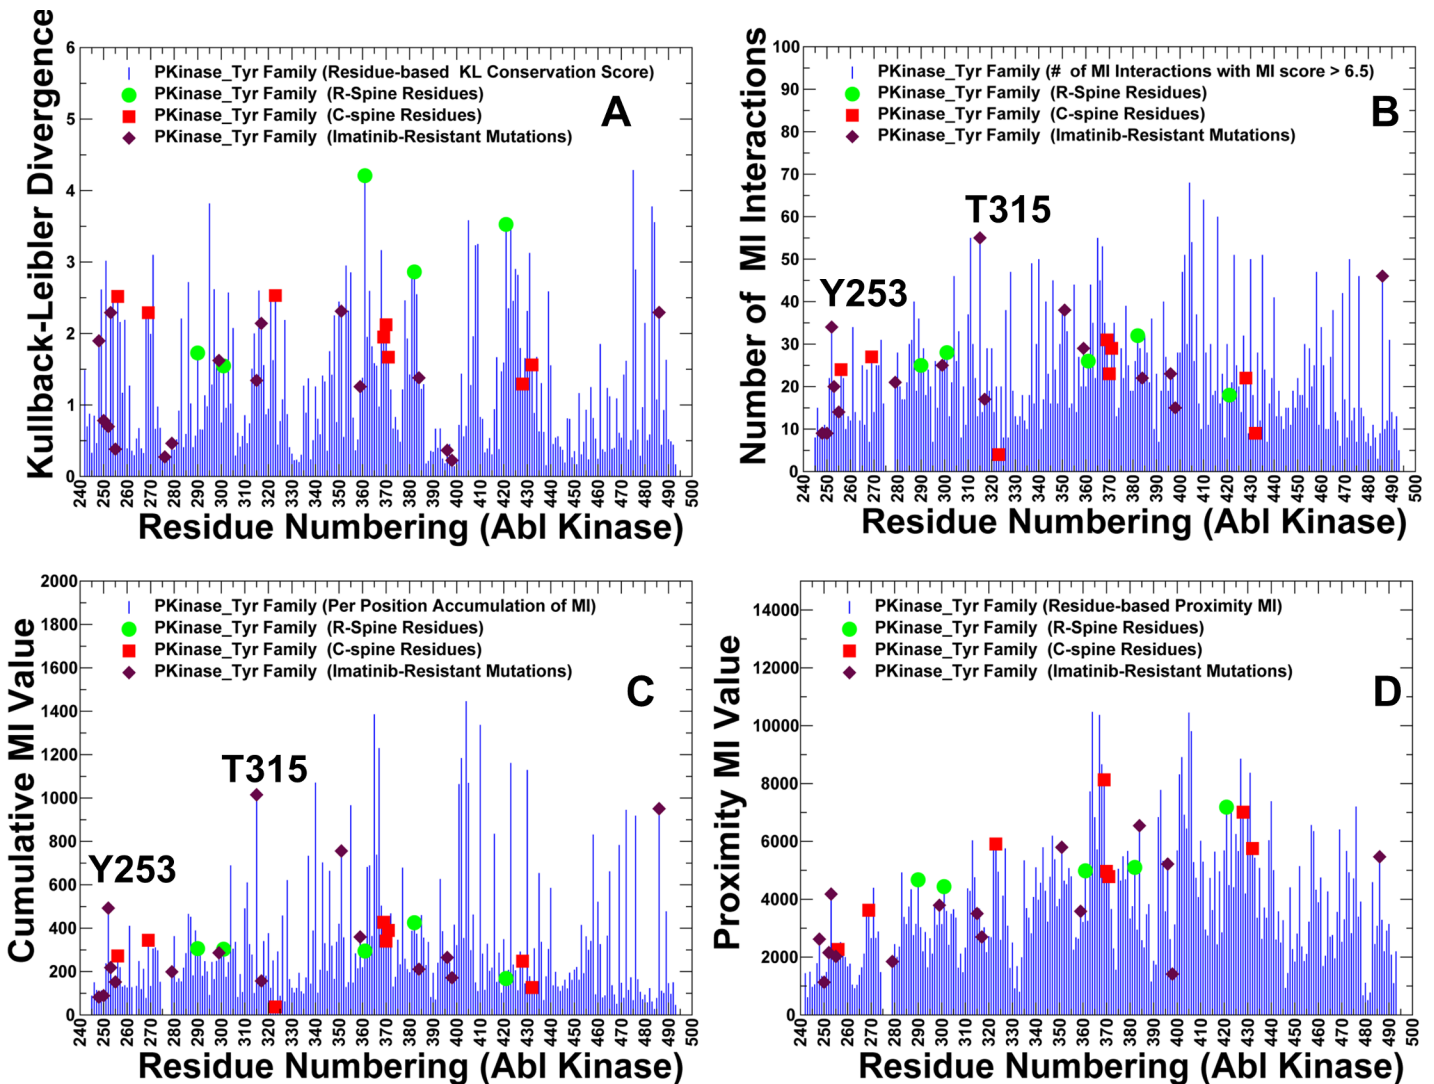 Kullback-Leibler Divergence
6
5
4
3
2
1
0
PKinase_Tyr Family (Residue-based KL Conservation Score)
PKinase_Tyr Family (R-Spine Residues)
PKinase_Tyr Family (C-spine Residues)
PKinase_Tyr Family (Imatinib-Resistant Mutations)
A
240 250 260 270 280 290 300 310 320 330 340 350 360 370 380 390 400 410 420 430 440 450 460 470 480 490 500
Residue Numbering (Abl Kinase)
Number of MI Interactions
100
90
80
70
60
50
40
30
20
10
0
PKinase_Tyr Family (# of MI Interactions with MI score > 6.5)
PKinase_Tyr Family (R-Spine Residues)
PKinase_Tyr Family (C-spine Residues)
PKinase_Tyr Family (Imatinib-Resistant Mutations)
B
T315
Y253
240 250 260 270 280 290 300 310 320 330 340 350 360 370 380 390 400 410 420 430 440 450 460 470 480 490 500
Residue Numbering (Abl Kinase)
Cumulative MI Value
2000
1800
1600
1400
1200
1000
800
600
400
200
0
PKinase_Tyr Family (Per Position Accumulation of MI)
PKinase_Tyr Family (R-Spine Residues)
PKinase_Tyr Family (C-spine Residues)
PKinase_Tyr Family (Imatinib-Resistant Mutations)
C
T315
Y253
240 250 260 270 280 290 300 310 320 330 340 350 360 370 380 390 400 410 420 430 440 450 460 470 480 490 500
Residue Numbering (Abl Kinase)
Proximity MI Value
14000
12000
10000
8000
6000
4000
2000
0
PKinase_Tyr Family (Residue-based Proximity MI)
PKinase_Tyr Family (R-Spine Residues)
PKinase_Tyr Family (C-spine Residues)
PKinase_Tyr Family (Imatinib-Resistant Mutations)
D
240 250 260 270 280 290 300 310 320 330 340 350 360 370 380 390 400 410 420 430 440 450 460 470 480 490 500
Residue Numbering (Abl Kinase)